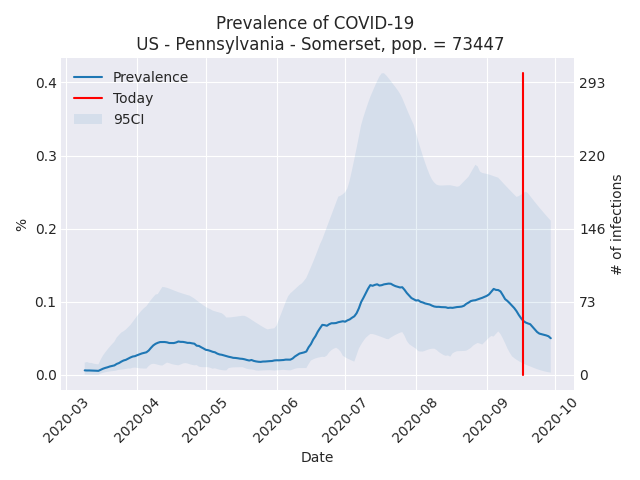 Prevalence of COVID-19
US - Pennsylvania - Somerset, pop. = 73447
Prevalence
Today
95CI
0.4
0.3
0.2
0.1
0.0
%
293
220
146
73
0
# of infections
2020-03
2020-04
2020-05
2020-06
2020-07
2020-08
2020-09
2020-10
Date